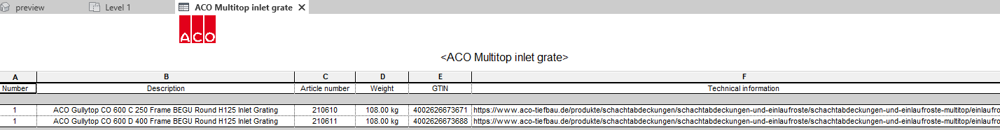 preview Level 1 ACO Multitop inlet grate
ACO
<ACO Multitop inlet grate>
A B C D E F
Number Description Article number Weight GTIN Technical information
1 ACO Gullytop CO 600 C 250 Frame BEGU Round H125 Inlet Grating 210610 108.00 kg 4002626673671 https://www.aco-tiefbau.de/produkte/schachtabdeckungen/schachtabdeckungen-und-einlaufroste/schachtabdeckungen-und-einlaufroste-multitop/einlaufro
1 ACO Gullytop CO 600 D 400 Frame BEGU Round H125 Inlet Grating 210611 108.00 kg 4002626673688 https://www.aco-tiefbau.de/produkte/schachtabdeckungen/schachtabdeckungen-und-einlaufroste/schachtabdeckungen-und-einlaufroste-multitop/einlaufro